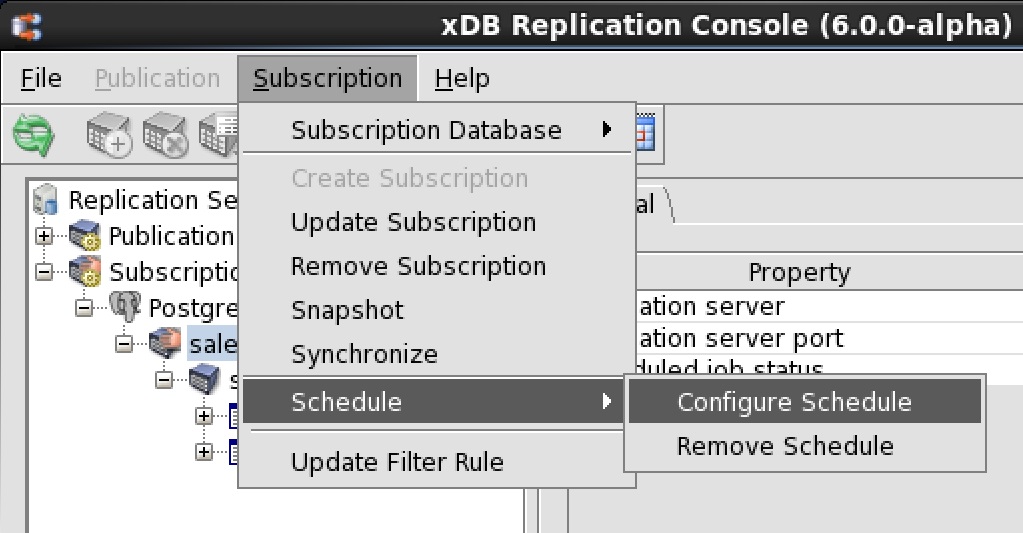 xDB Replication Console (6.0.0-alpha)
File Publication Subscription Help
Subscription Database
Create Subscription
Update Subscription
Remove Subscription
Snapshot
Synchronize
Schedule
Configure Schedule
Remove Schedule
Update Filter Rule
Replication Se
Publication
Subscriptio
Postgre
sale
s
al
Property
ation server
ation server port
duled job status